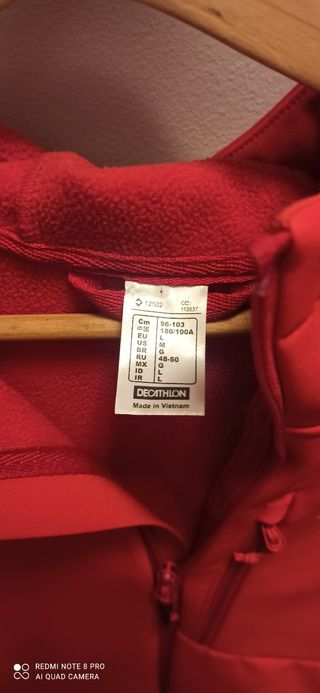 12502 CC:
113537
Cm 96-103
中国 180/100A
EU L
US M
BR G
RU 48-50
MX G
ID L
IR L
DECATHLON
Made in Vietnam
REDMI NOTE 8 PRO
AI QUAD CAMERA